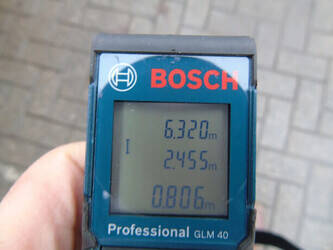 BOSCH
6.320m
2.455m
0.806m
Professional GLM 40